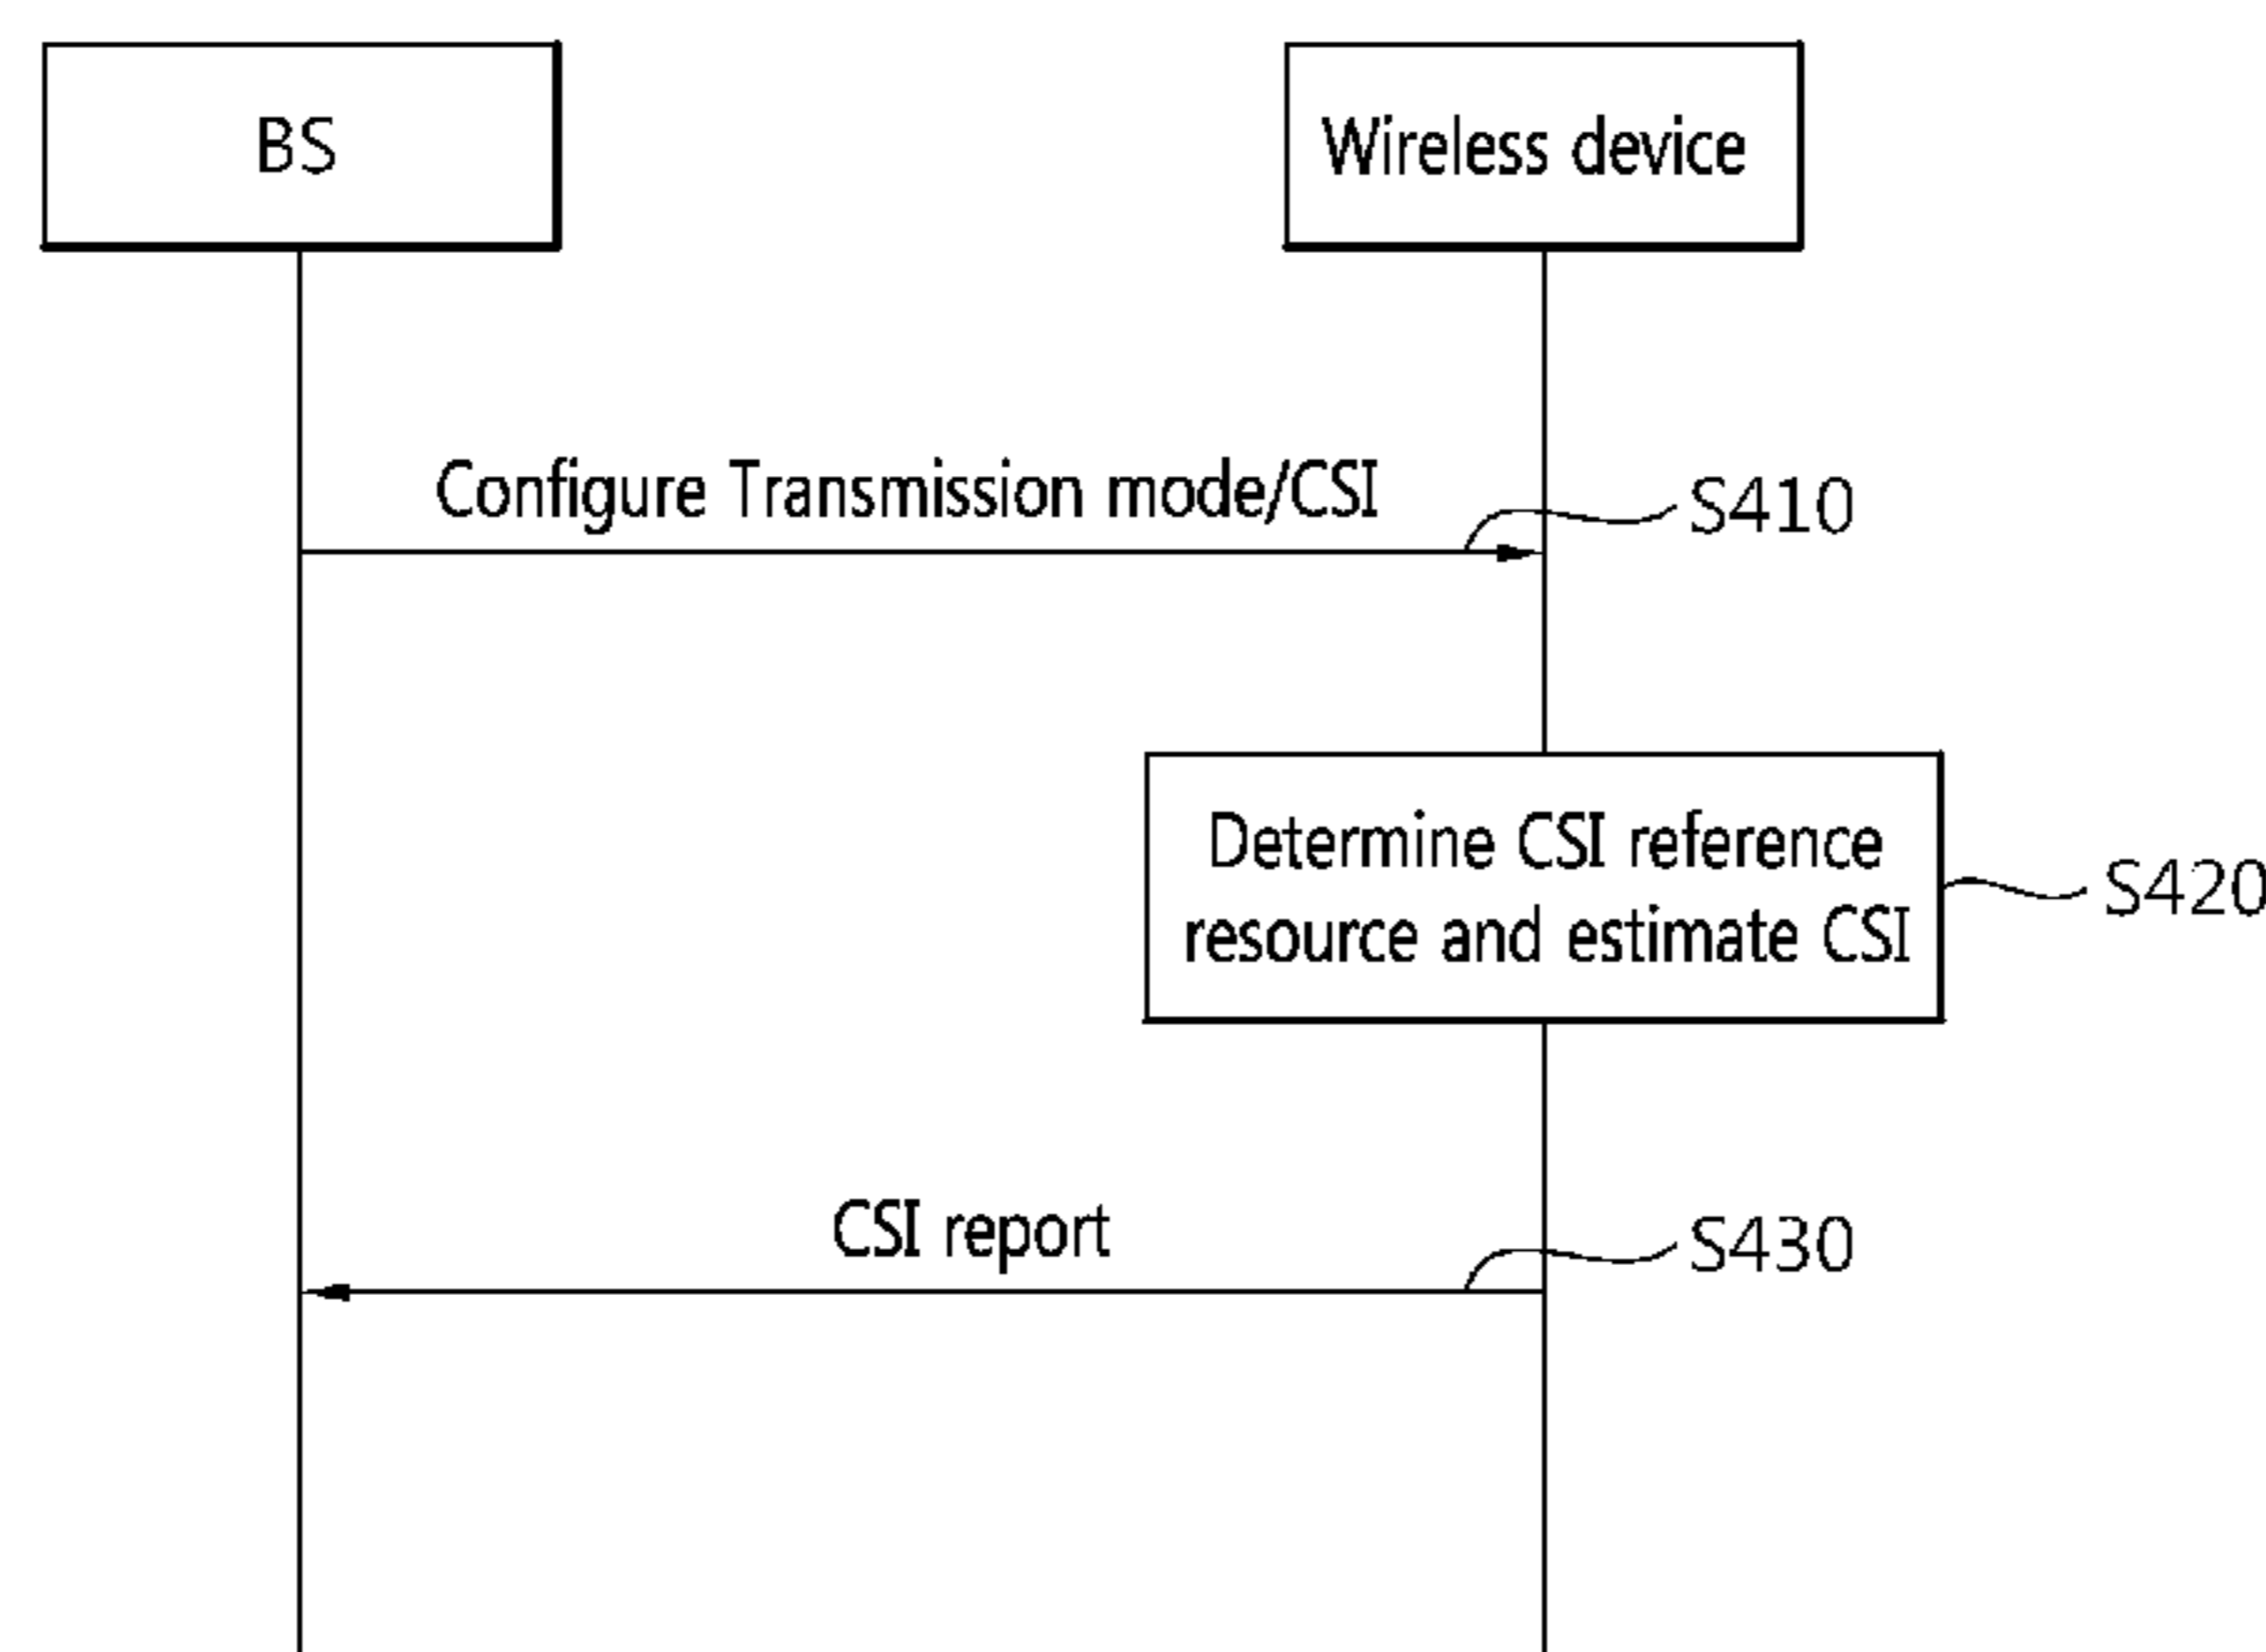 BS
Wireless device
Configure Transmission mode/CSI
S410
Determine CSI reference
resource and estimate CSI
S420
CSI report
S430